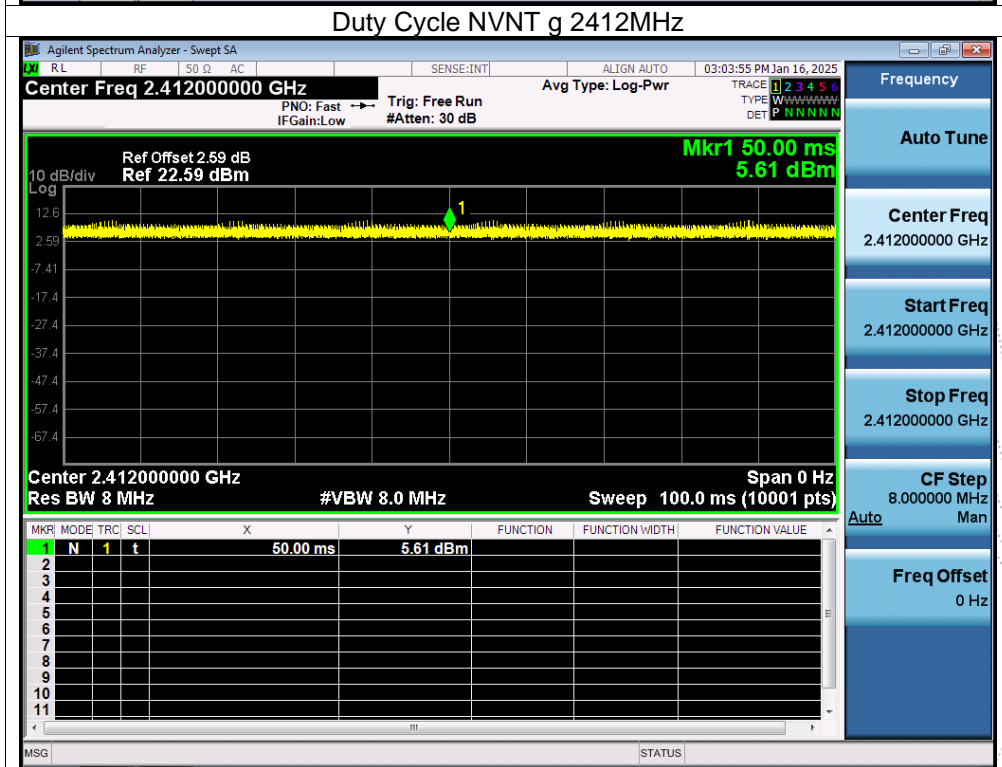 Duty Cycle NVNT g 2412MHz
Agilent Spectrum Analyzer - Swept SA
LXI RL RF 50 Ω AC SENSE:INT ALIGN AUTO 03:03:55 PM Jan 16, 2025
Center Freq 2.412000000 GHz Avg Type: Log-Pwr TRACE 1 2 3 4 5 6
PNO: Fast Trig: Free Run TYPE WWWWWW
IFGain:Low #Atten: 30 dB DET P N N N N N
Frequency
Auto Tune
Center Freq
2.412000000 GHz
Start Freq
2.412000000 GHz
Stop Freq
2.412000000 GHz
CF Step
8.000000 MHz
Auto Man
Freq Offset
0 Hz
Mkr1 50.00 ms
5.61 dBm
Ref Offset 2.59 dB
10 dB/div Ref 22.59 dBm
Log
1
12.6
2.59
-7.41
-17.4
-27.4
-37.4
-47.4
-57.4
-67.4
Center 2.412000000 GHz Span 0 Hz
Res BW 8 MHz #VBW 8.0 MHz Sweep 100.0 ms (10001 pts)
MKR MODE TRC SCL X Y FUNCTION FUNCTION WIDTH FUNCTION VALUE
1 N 1 t 50.00 ms 5.61 dBm
2
3
4
5
6
7
8
9
10
11
MSG STATUS